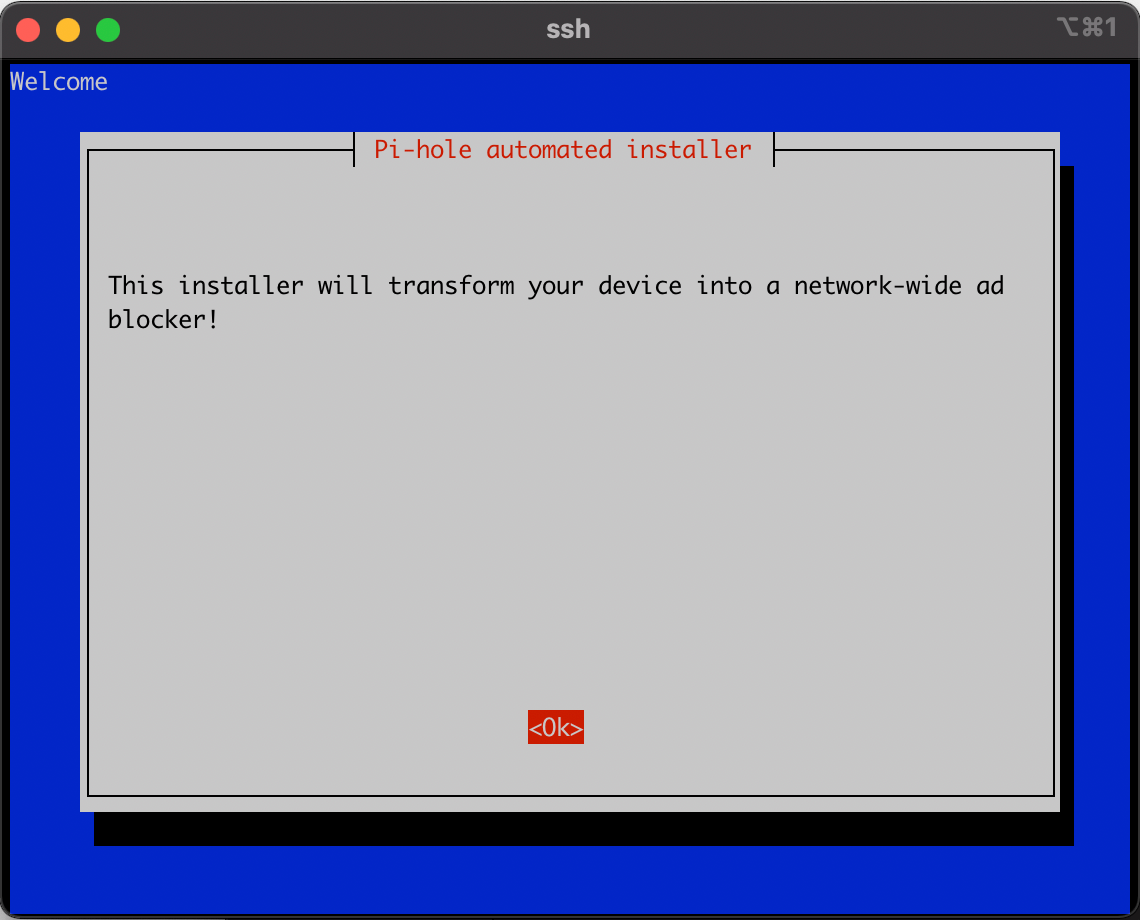 ssh
⌥⌘1
Welcome
Pi-hole automated installer
This installer will transform your device into a network-wide ad
blocker!
<Ok>